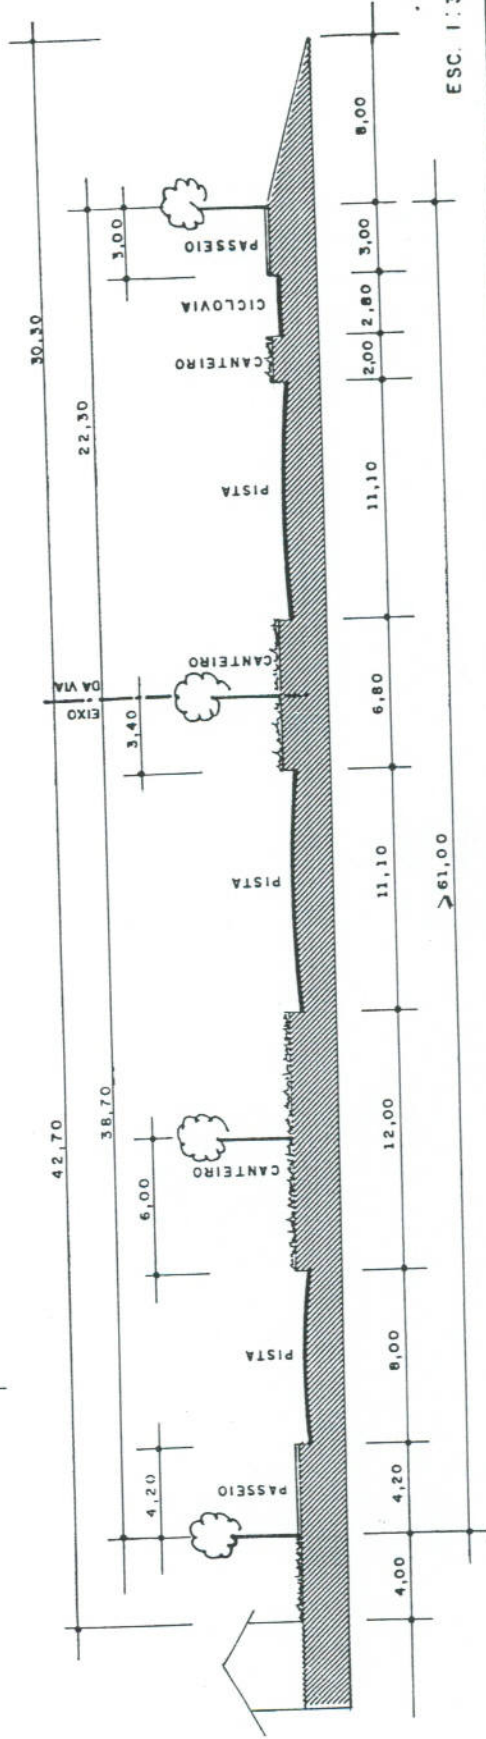 30,30
42,70
22,30
38,70
EIXO
DA VIA
4,20
6,00
3,40
3,00
PASSEIO
PISTA
CANTEIRO
PISTA
CANTEIRO
PISTA
CANTEIRO
CICLOVIA
PASSEIO
4,00
4,20
8,00
12,00
11,10
6,80
11,10
2,00
2,80
3,00
8,00
>61,00
ESC. 1:3